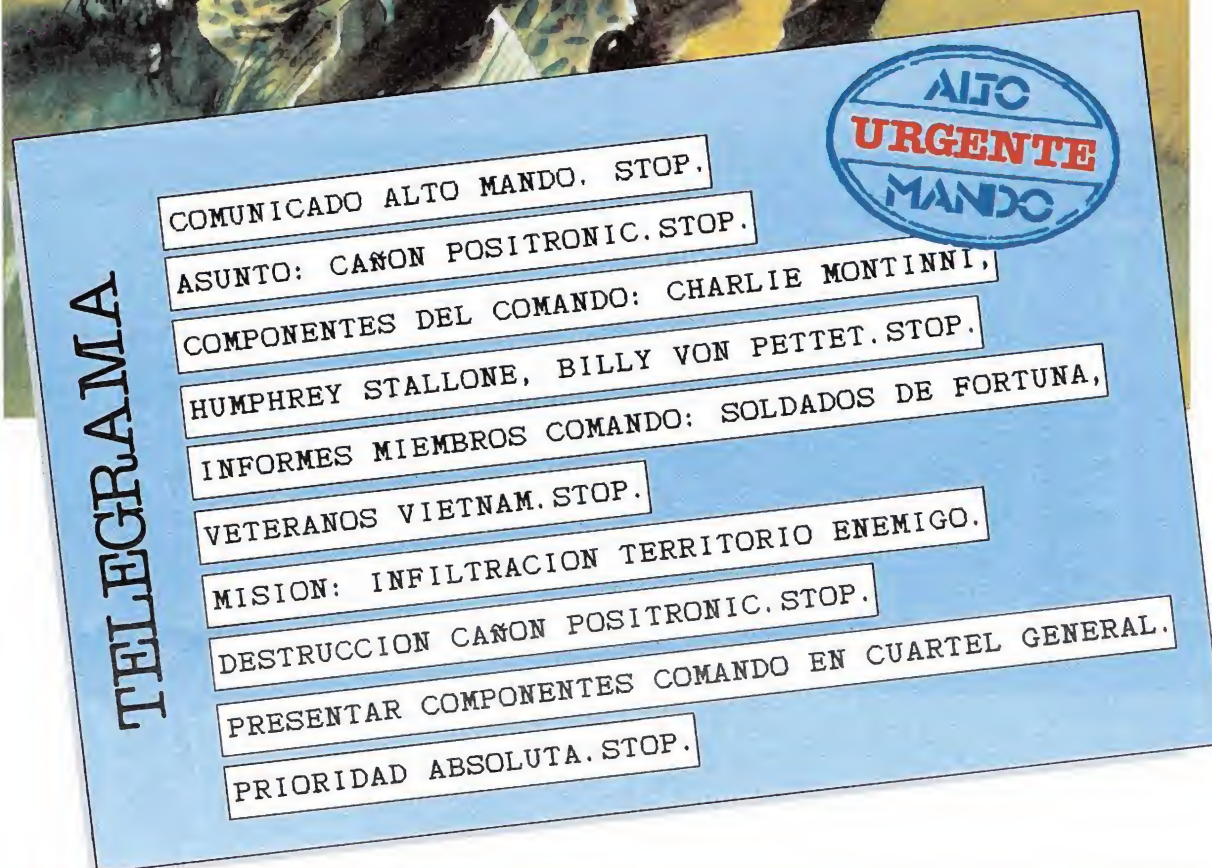 ALTO
URGENTE
MANDO
TELEGRAMA
COMUNICADO ALTO MANDO. STOP.
ASUNTO: CAÑON POSITRONIC.STOP.
COMPONENTES DEL COMANDO: CHARLIE MONTINNI,
HUMPHREY STALLONE, BILLY VON PETTET.STOP.
INFORMES MIEMBROS COMANDO: SOLDADOS DE FORTUNA,
VETERANOS VIETNAM.STOP.
MISION: INFILTRACION TERRITORIO ENEMIGO.
DESTRUCCION CAÑON POSITRONIC.STOP.
PRESENTAR COMPONENTES COMANDO EN CUARTEL GENERAL.
PRIORIDAD ABSOLUTA.STOP.